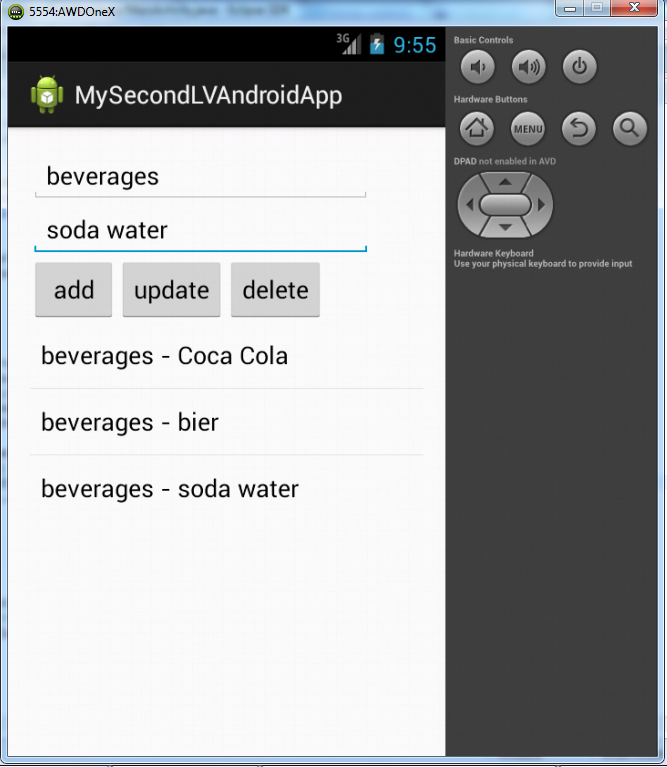 5554:AWDOneX
3G 9:55
MySecondLVAndroidApp
beverages
soda water
add update delete
beverages - Coca Cola
beverages - bier
beverages - soda water
Basic Controls
Hardware Buttons
MENU
DPAD not enabled in AVD
Hardware Keyboard
Use your physical keyboard to provide input